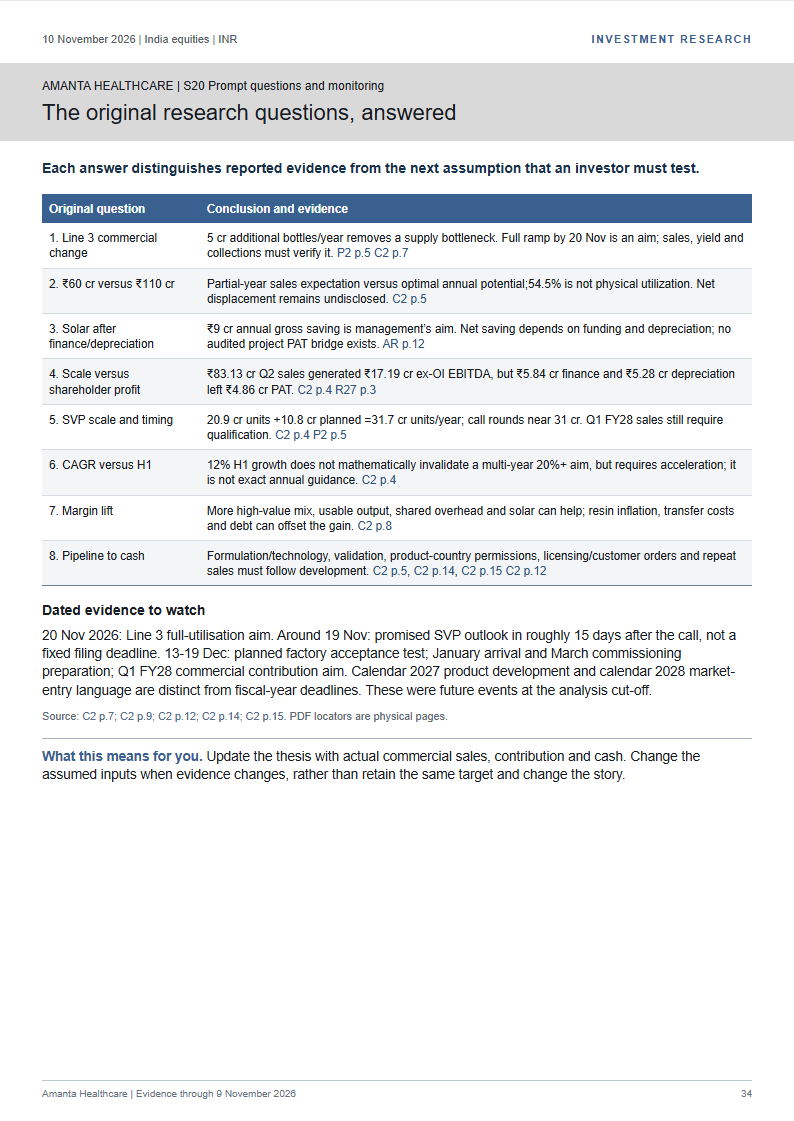 10 November 2026 | India equities | INR
INVESTMENT RESEARCH
AMANTA HEALTHCARE | S20 Prompt questions and monitoring
The original research questions, answered
Each answer distinguishes reported evidence from the next assumption that an investor must test.
Original question
Conclusion and evidence
1. Line 3 commercial
change
5 cr additional bottles/year removes a supply bottleneck. Full ramp by 20 Nov is an aim; sales, yield and
collections must verify it. P2 p.5 C2 p.7
2. ₹60 cr versus ₹110 cr
Partial-year sales expectation versus optimal annual potential;54.5% is not physical utilization. Net
displacement remains undisclosed. C2 p.5
3. Solar after
finance/depreciation
₹9 cr annual gross saving is management's aim. Net saving depends on funding and depreciation; no
audited project PAT bridge exists. AR p.12
4. Scale versus
shareholder profit
₹83.13 cr Q2 sales generated ₹17.19 cr ex-OI EBITDA, but ₹5.84 cr finance and ₹5.28 cr depreciation
left ₹4.86 cr PAT. C2 p.4 R27 p.3
5. SVP scale and timing
20.9 cr units +10.8 cr planned =31.7 cr units/year; call rounds near 31 cr. Q1 FY28 sales still require
qualification. C2 p.4 P2 p.5
6. CAGR versus H1
12% H1 growth does not mathematically invalidate a multi-year 20%+ aim, but requires acceleration; it
is not exact annual guidance. C2 p.4
7. Margin lift
More high-value mix, usable output, shared overhead and solar can help; resin inflation, transfer costs
and debt can offset the gain. C2 p.8
8. Pipeline to cash
Formulation/technology, validation, product-country permissions, licensing/customer orders and repeat
sales must follow development. C2 p.5, C2 p.14, C2 p.15 C2 p.12
Dated evidence to watch
20 Nov 2026: Line 3 full-utilisation aim. Around 19 Nov: promised SVP outlook in roughly 15 days after the call, not a
fixed filing deadline. 13-19 Dec: planned factory acceptance test; January arrival and March commissioning
preparation; Q1 FY28 commercial contribution aim. Calendar 2027 product development and calendar 2028 market-
entry language are distinct from fiscal-year deadlines. These were future events at the analysis cut-off.
Source: C2 p.7; C2 p.9; C2 p.12; C2 p.14; C2 p.15. PDF locators are physical pages.
What this means for you. Update the thesis with actual commercial sales, contribution and cash. Change the
assumed inputs when evidence changes, rather than retain the same target and change the story.
Amanta Healthcare | Evidence through 9 November 2026
34